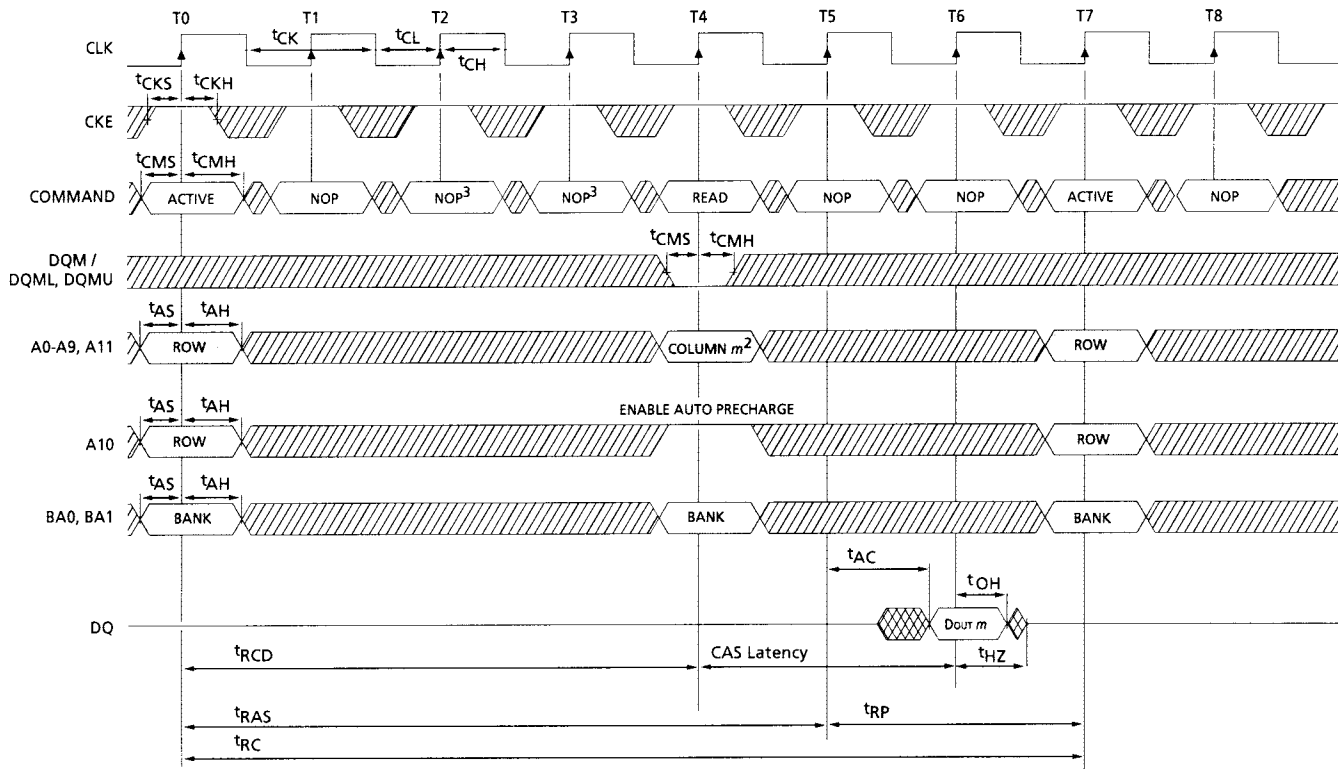 T0 T1 T2 T3 T4 T5 T6 T7 T8
CLK tCK tCL tCH
tCKS tCKH
CKE
tCMS tCMH
COMMAND ACTIVE NOP NOP3 NOP3 READ NOP NOP ACTIVE NOP
tCMS tCMH
DQM /
DQML, DQMU
tAS tAH
A0-A9, A11 ROW COLUMN m2 ROW
ENABLE AUTO PRECHARGE
tAS tAH
A10 ROW ROW
tAS tAH
BA0, BA1 BANK BANK BANK
tAC
tOH
DQ DOUT m
tRCD CAS Latency tHZ
tRAS tRP
tRC